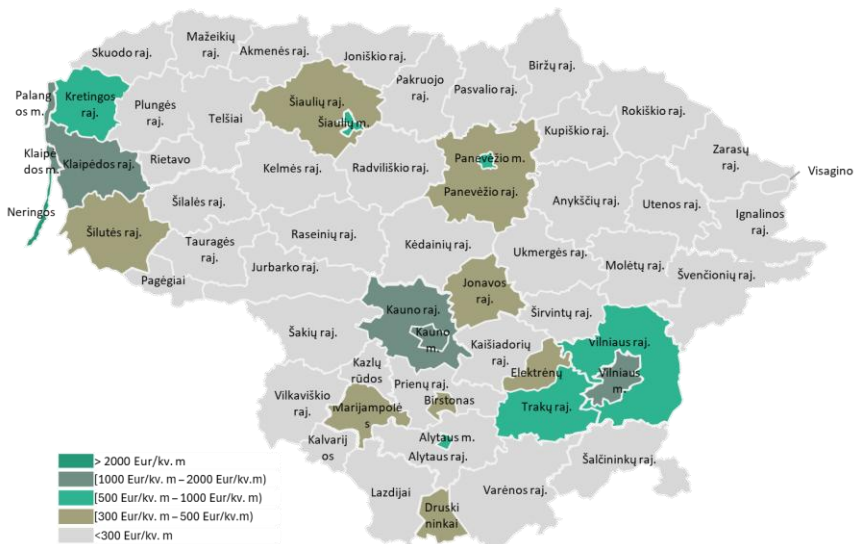 Skuodo raj.
Mažeikių
raj.
Akmenės raj.
Joniškio raj.
Pakruojo
raj.
Pasvalio raj.
Biržų raj.
Rokiškio raj.
Palang
os m.
Kretingos
raj.
Plungės
raj.
Telšiai
Šiaulių raj.
Šiaulių m.
Panevėžio m.
Kupiškio raj.
Zarasų
raj.
Visagino
Klaipė
dos m.
Klaipėdos raj.
Rietavo
Kelmės raj.
Radviliškio raj.
Panevėžio raj.
Anykščių
raj.
Utenos raj.
Ignalinos
raj.
Neringos
Šilalės raj.
Šilutės raj.
Tauragės
raj.
Raseinių raj.
Kėdainių raj.
Ukmergės raj.
Molėtų raj.
Švenčionių raj.
Pagėgiai
Jurbarko raj.
Jonavos
raj.
Širvintų raj.
Kauno raj.
Kauno
m.
Šakių raj.
Kaišiadorių
raj.
Vilniaus raj.
Vilniaus
m.
Elektrėnų
Kazlų
rūdos
Prienų raj.
Birštonas
Trakų raj.
Vilkaviškio
raj.
Marijampolė
s
Kalvarij
os
Alytaus m.
Alytaus raj.
Šalčininkų raj.
Lazdijai
Varėnos raj.
Druski
ninkai
> 2000 Eur/kv. m
[1000 Eur/kv. m – 2000 Eur/kv.m)
[500 Eur/kv. m – 1000 Eur/kv.m)
[300 Eur/kv. m – 500 Eur/kv.m)
<300 Eur/kv. m